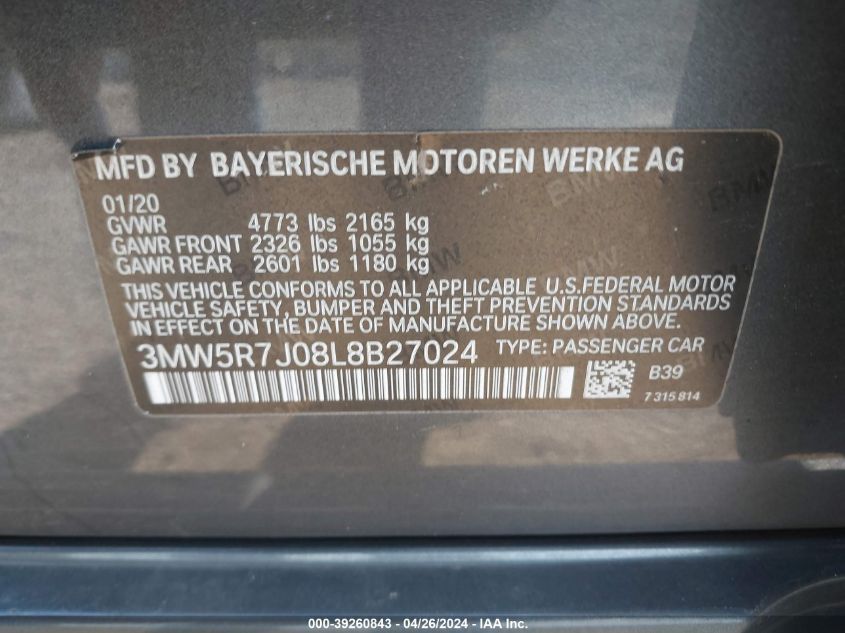 MFD BY BAYERISCHE MOTOREN WERKE AG
01/20
GVWR 4773 lbs 2165 kg
GAWR FRONT 2326 lbs 1055 kg
GAWR REAR 2601 lbs 1180 kg
THIS VEHICLE CONFORMS TO ALL APPLICABLE U.S.FEDERAL MOTOR
VEHICLE SAFETY, BUMPER AND THEFT PREVENTION STANDARDS
IN EFFECT ON THE DATE OF MANUFACTURE SHOWN ABOVE.
3MW5R7J08L8B27024 TYPE: PASSENGER CAR
B39
7 315 814
000-39260843 - 04/26/2024 - IAA Inc.